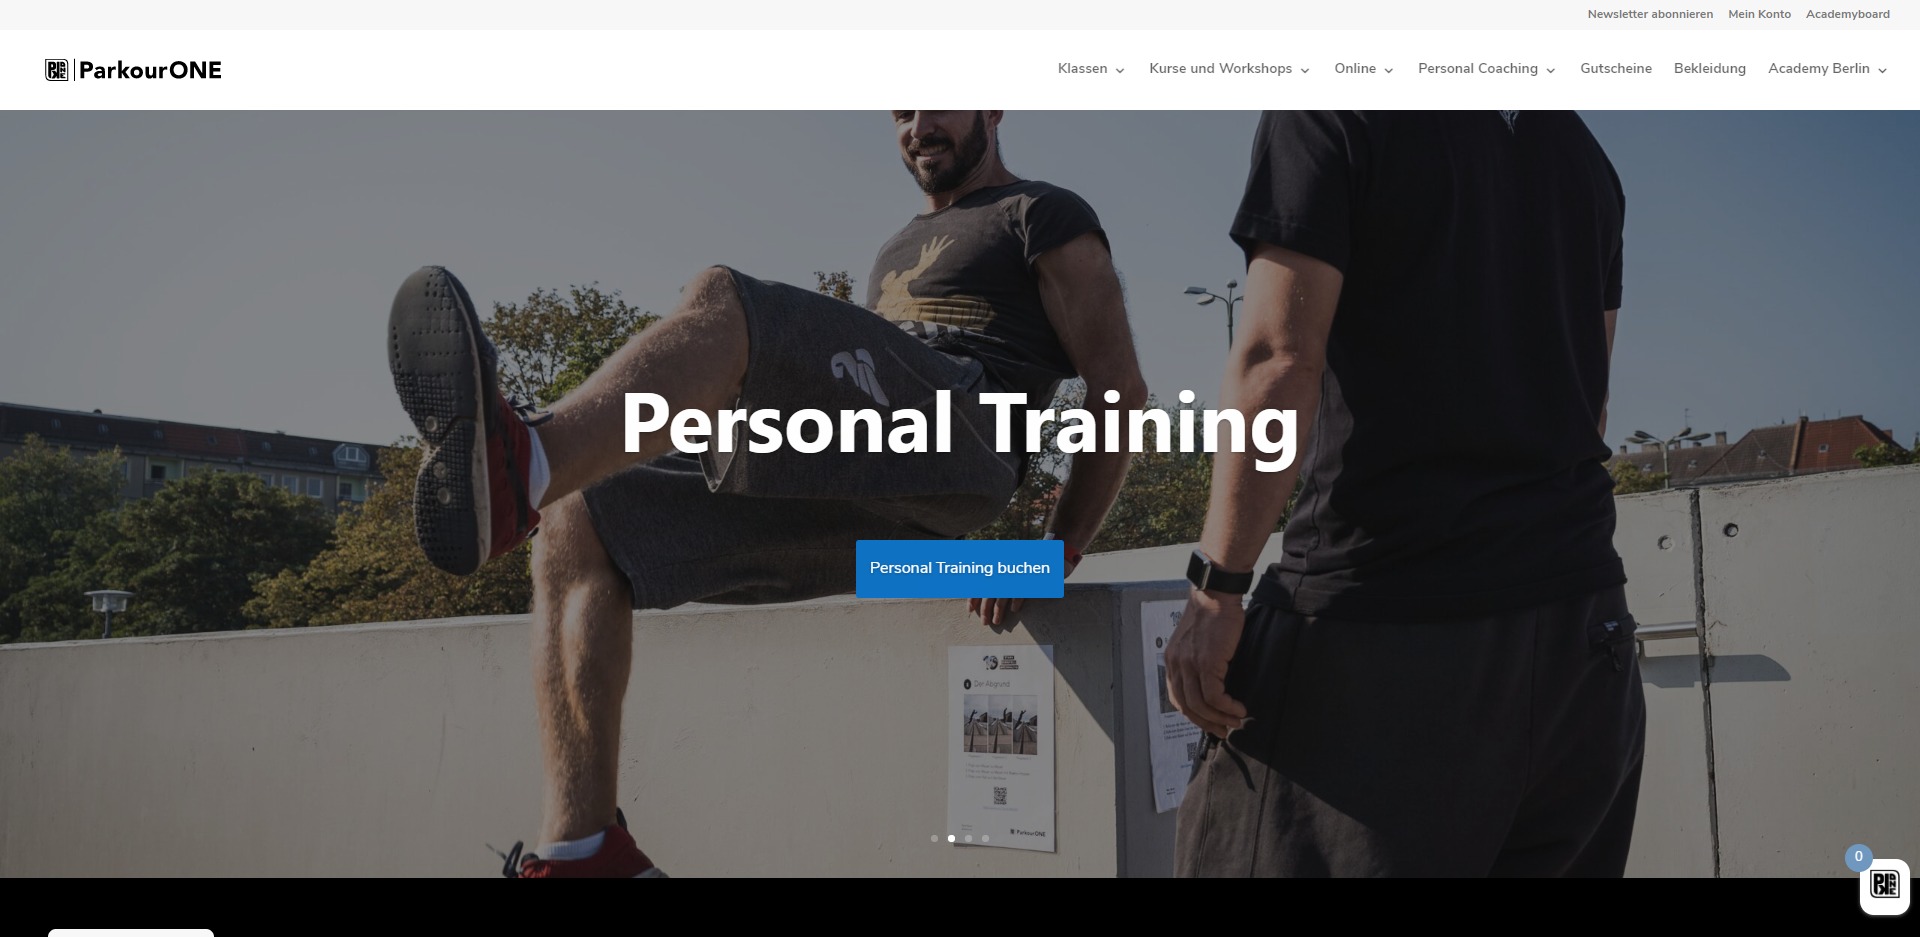 Newsletter abonnieren Mein Konto Academyboard
ParkourONE
Klassen Kurse und Workshops Online Personal Coaching Gutscheine Bekleidung Academy Berlin
Personal Training
Personal Training buchen
Der Abgrund
ParkourONE
0